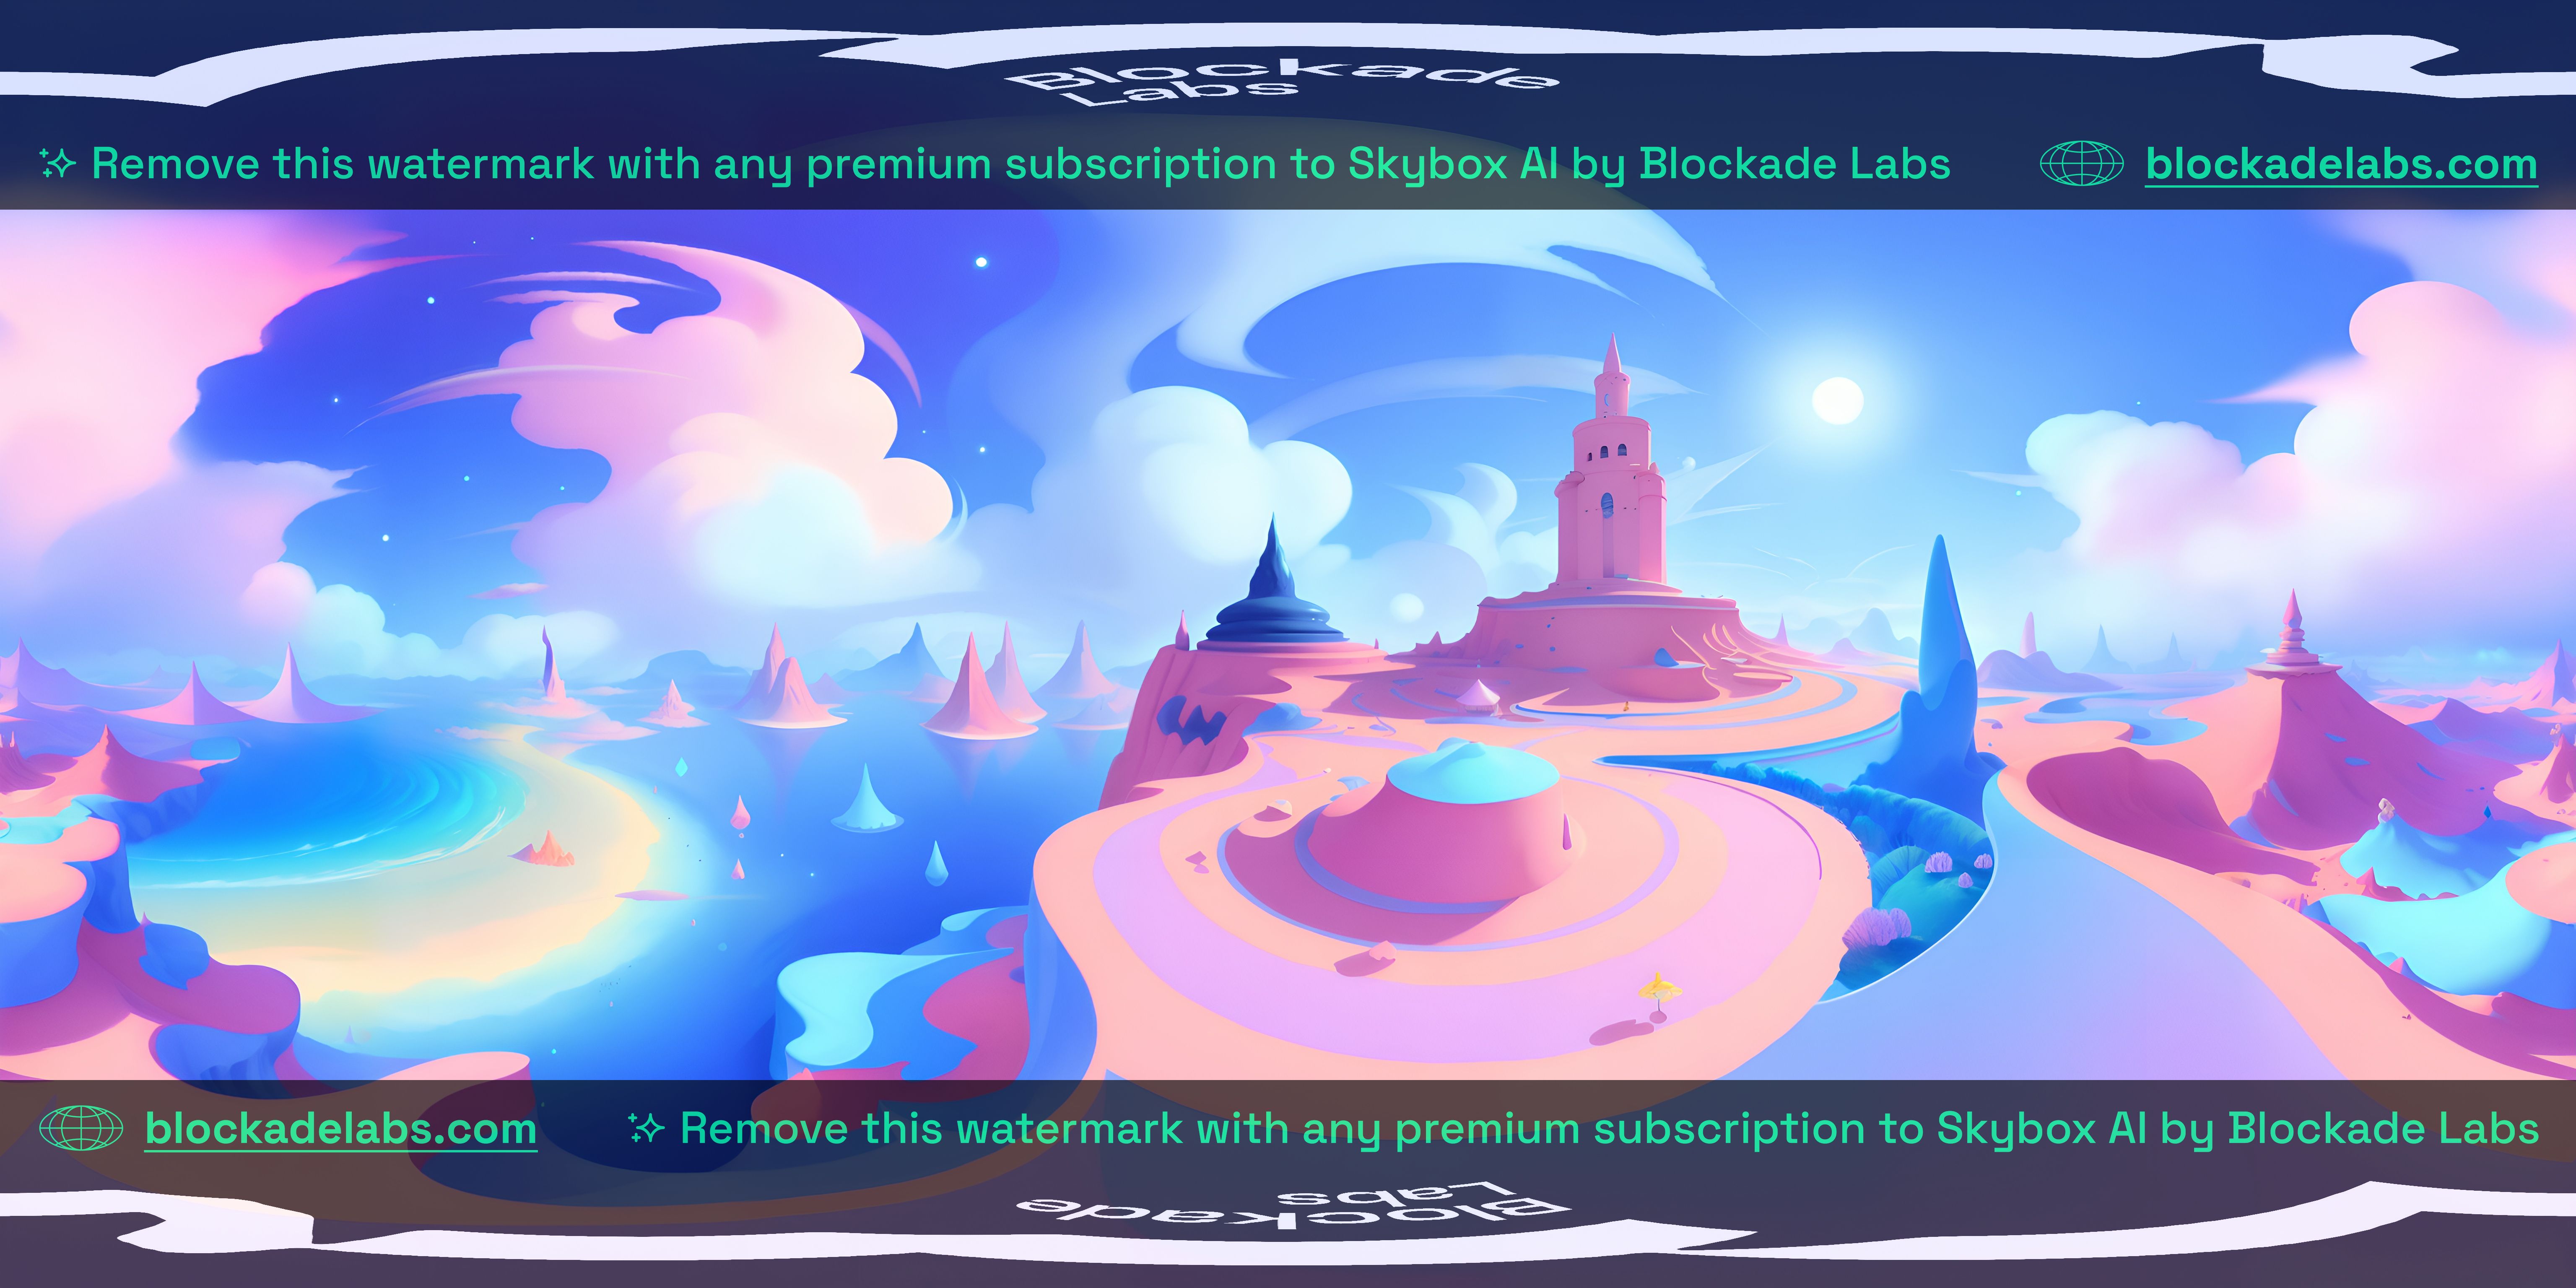 Blockade
Labs
Remove this watermark with any premium subscription to Skybox AI by Blockade Labs
blockadelabs.com
blockadelabs.com
Remove this watermark with any premium subscription to Skybox AI by Blockade Labs
Labs
Blockade